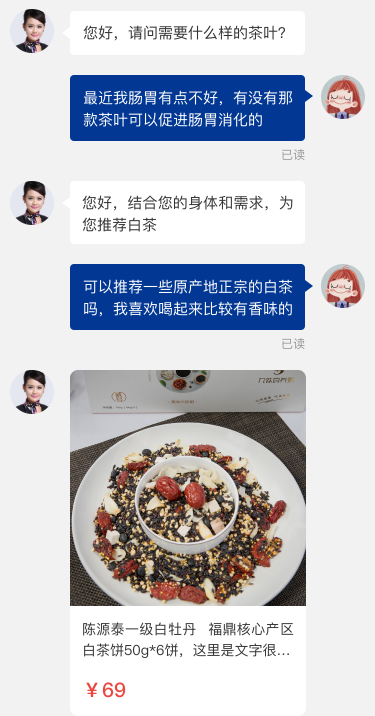 您好，请问需要什么样的茶叶？
最近我肠胃有点不好，有没有那
款茶叶可以促进肠胃消化的
已读
您好，结合您的身体和需求，为
您推荐白茶
可以推荐一些原产地正宗的白茶
吗，我喜欢喝起来比较有香味的
已读
陈源泰一级白牡丹 福鼎核心产区
白茶饼50g*6饼，这里是文字很...
￥69